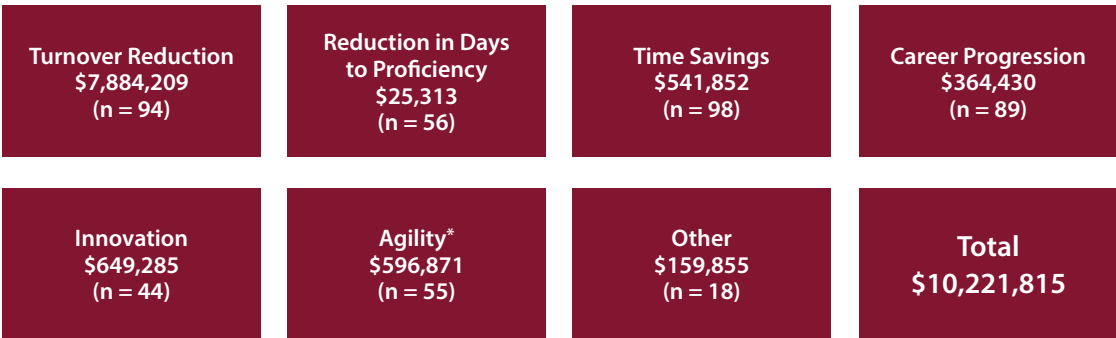 Turnover Reduction
$7,884,209
(n = 94)
Reduction in Days
to Proficiency
$25,313
(n = 56)
Time Savings
$541,852
(n = 98)
Career Progression
$364,430
(n = 89)
Innovation
$649,285
(n = 44)
Agility*
$596,871
(n = 55)
Other
$159,855
(n = 18)
Total
$10,221,815